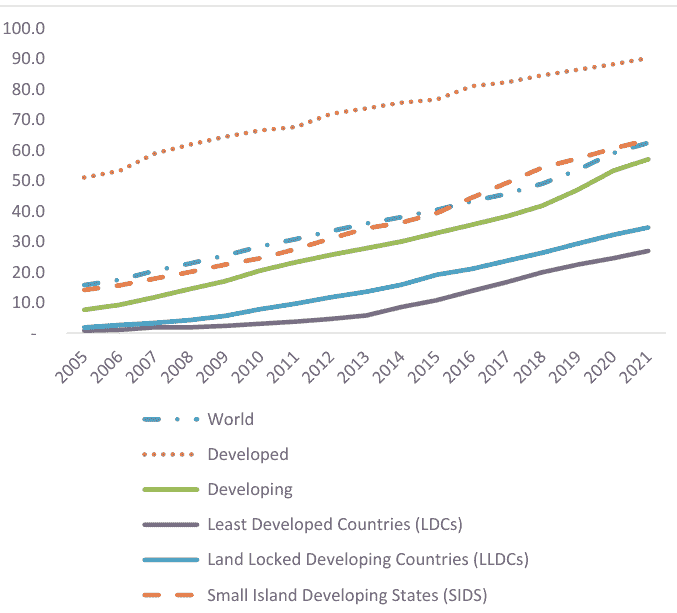 100.0
90.0
80.0
70.0
60.0
50.0
40.0
30.0
20.0
10.0
-
2005 2006 2007 2008 2009 2010 2011 2012 2013 2014 2015 2016 2017 2018 2019 2020 2021
World
Developed
Developing
Least Developed Countries (LDCs)
Land Locked Developing Countries (LLDCs)
Small Island Developing States (SIDS)